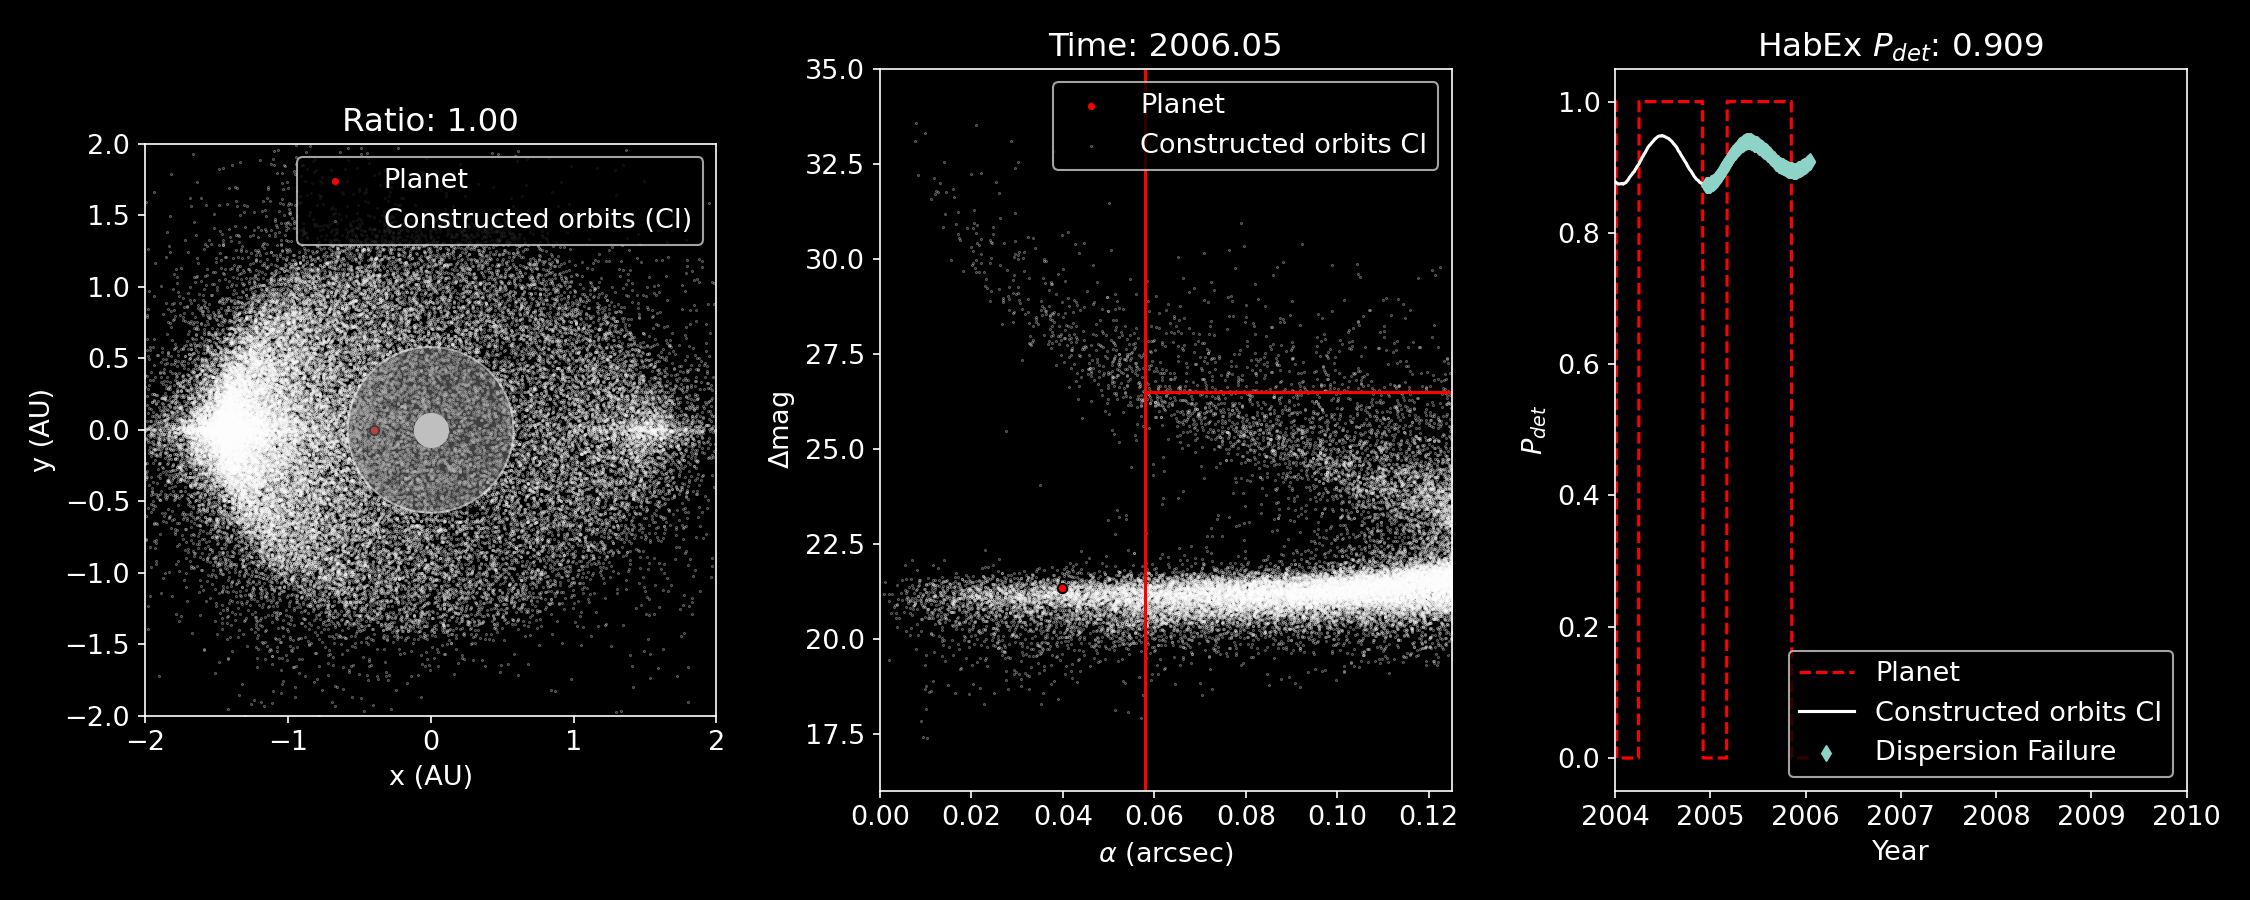 Ratio: 1.00
Planet
Constructed orbits (CI)
2.0
1.5
1.0
0.5
0.0
−0.5
−1.0
−1.5
−2.0
y (AU)
−2
−1
0
1
2
x (AU)
Time: 2006.05
Planet
Constructed orbits CI
35.0
32.5
30.0
27.5
25.0
22.5
20.0
17.5
Δmag
0.00
0.02
0.04
0.06
0.08
0.10
0.12
α (arcsec)
HabEx P_det: 0.909
1.0
0.8
0.6
0.4
0.2
0.0
P_det
Planet
Constructed orbits CI
Dispersion Failure
2004
2005
2006
2007
2008
2009
2010
Year